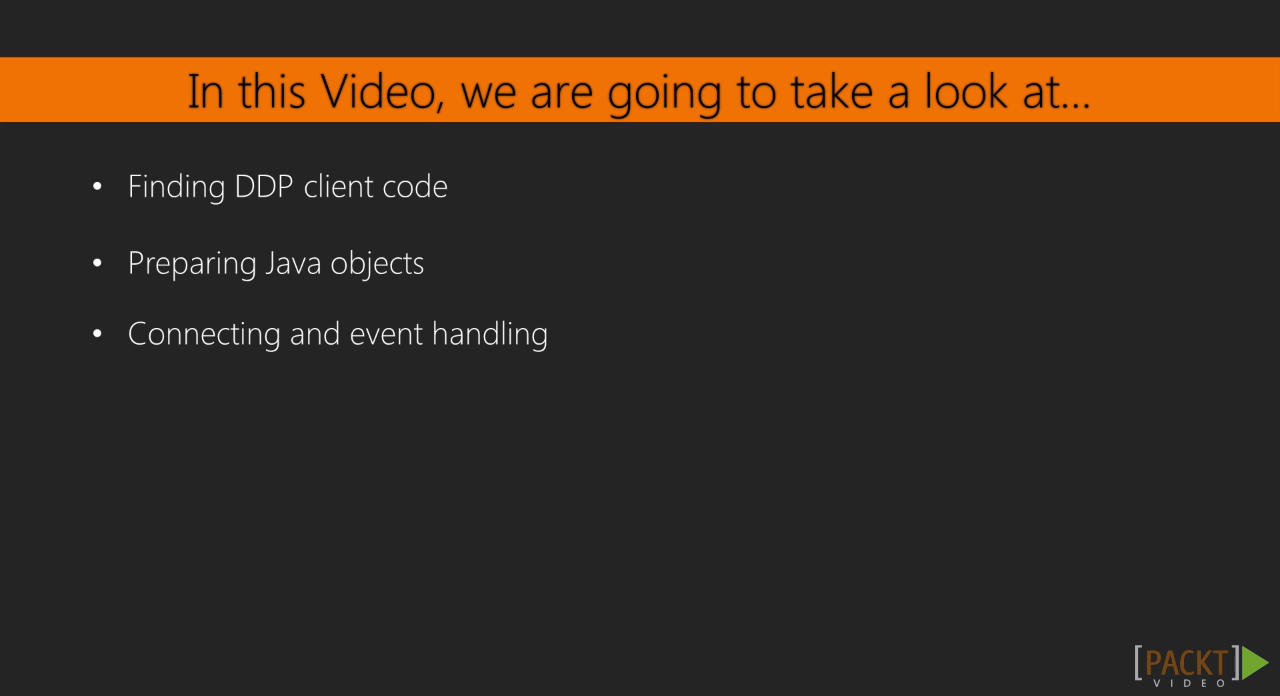 In this Video, we are going to take a look at...
• Finding DDP client code
• Preparing Java objects
• Connecting and event handling
[PACKT]
VIDEO